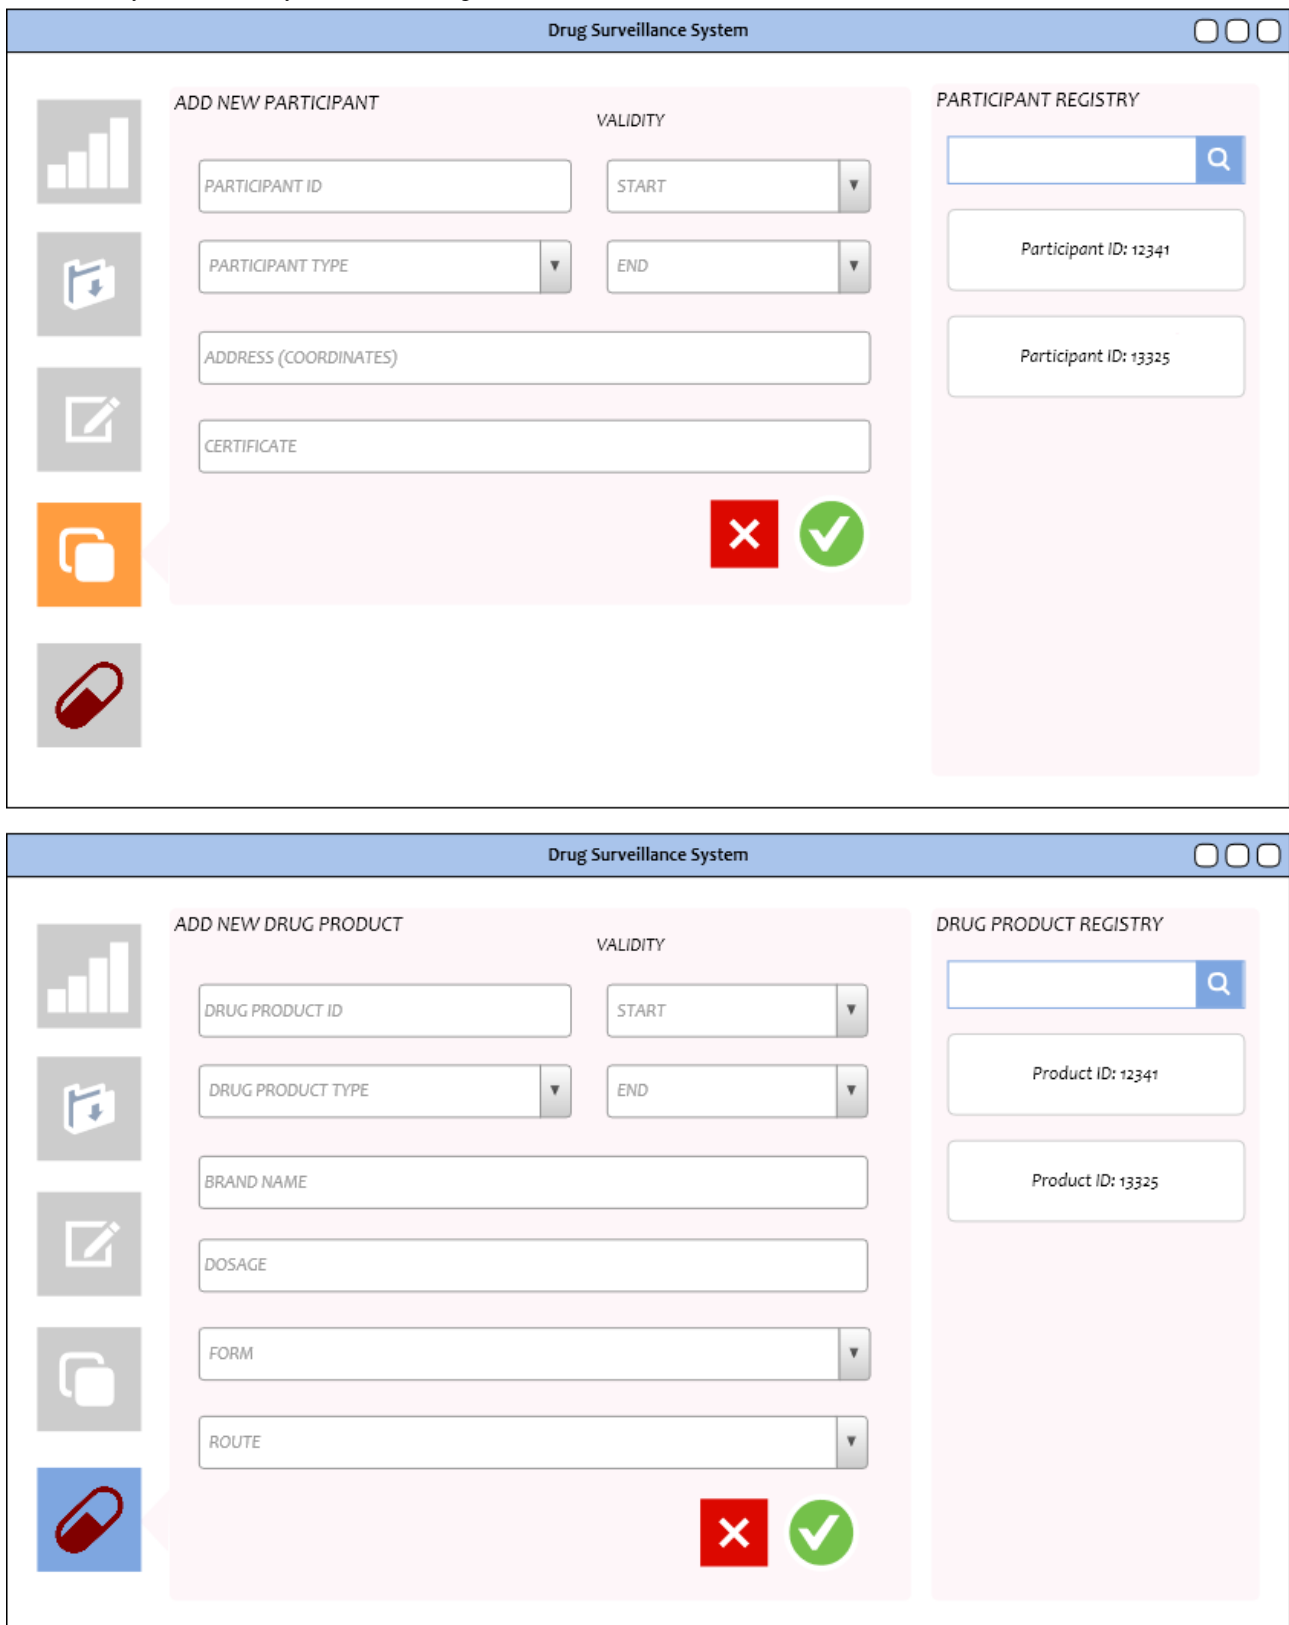 Drug Surveillance System
ADD NEW PARTICIPANT
VALIDITY
PARTICIPANT ID
START
PARTICIPANT TYPE
END
ADDRESS (COORDINATES)
CERTIFICATE
PARTICIPANT REGISTRY
Participant ID: 12341
Participant ID: 13325
Drug Surveillance System
ADD NEW DRUG PRODUCT
VALIDITY
DRUG PRODUCT ID
START
DRUG PRODUCT TYPE
END
BRAND NAME
DOSAGE
FORM
ROUTE
DRUG PRODUCT REGISTRY
Product ID: 12341
Product ID: 13325